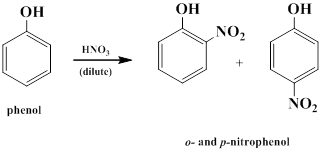 OH
phenol
HNO3
(dilute)
OH
NO2
+
OH
NO2
o- and p-nitrophenol